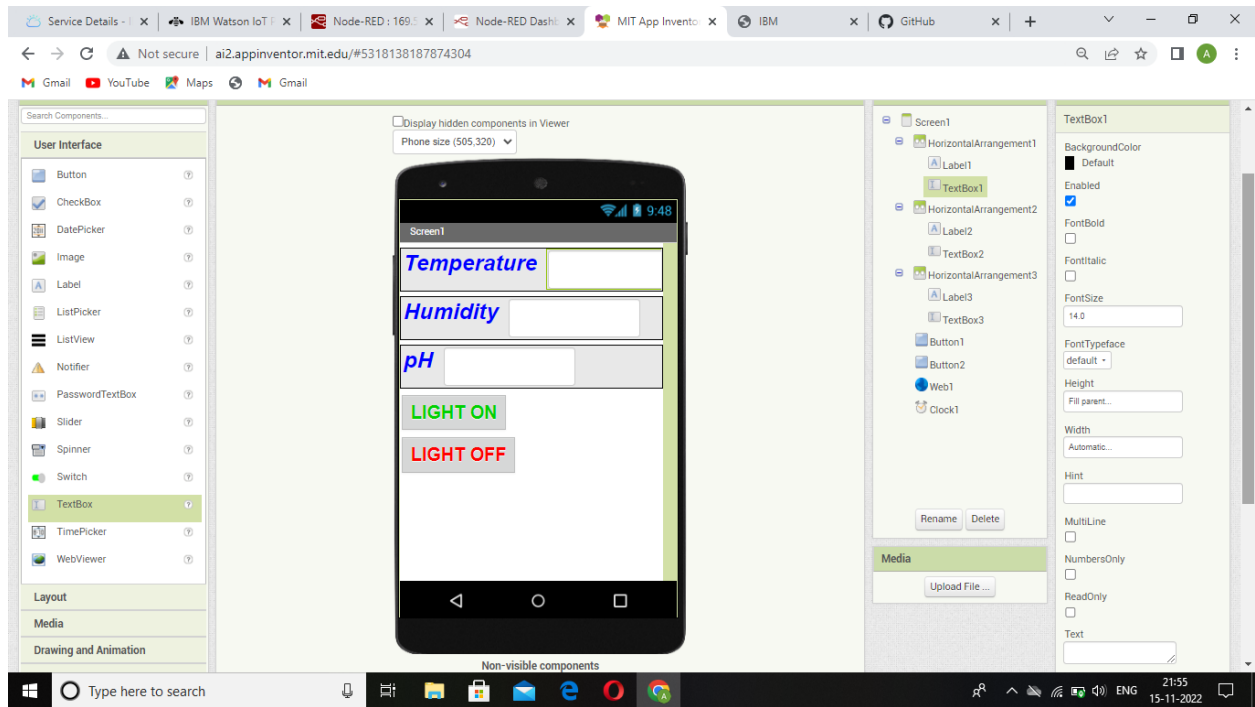 Service Details - I
IBM Watson IoT P
Node-RED : 169.5
Node-RED Dashb
MIT App Invento
IBM
GitHub
Not secure | ai2.appinventor.mit.edu/#5318138187874304
A
Gmail YouTube Maps Gmail
Search Components...
User Interface
Button
CheckBox
DatePicker
Image
Label
ListPicker
ListView
Notifier
PasswordTextBox
Slider
Spinner
Switch
TextBox
TimePicker
WebViewer
Layout
Media
Drawing and Animation
Display hidden components in Viewer
Phone size (505,320)
9:48
Screen1
Temperature
Humidity
pH
LIGHT ON
LIGHT OFF
Non-visible components
Screen1
HorizontalArrangement1
Label1
TextBox1
HorizontalArrangement2
Label2
TextBox2
HorizontalArrangement3
Label3
TextBox3
Button1
Button2
Web1
Clock1
Rename Delete
Media
Upload File ...
TextBox1
BackgroundColor
Default
Enabled
FontBold
FontItalic
FontSize
14.0
FontTypeface
default
Height
Fill parent...
Width
Automatic...
Hint
MultiLine
NumbersOnly
ReadOnly
Text
Type here to search
ENG
21:55
15-11-2022